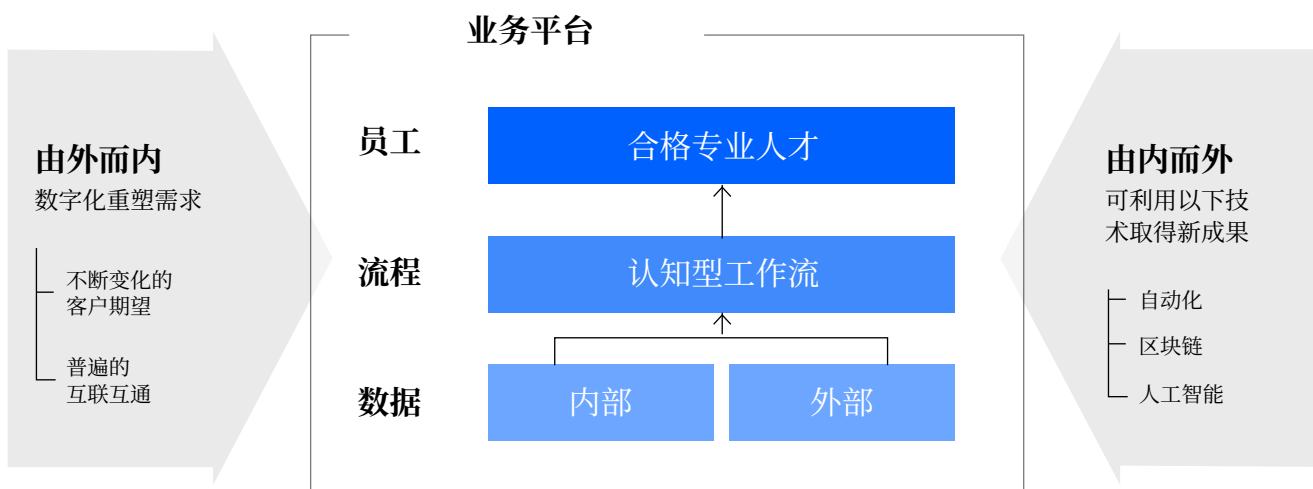 业务平台
由外而内
数字化重塑需求
不断变化的
客户期望
普遍的
互联互通
员工
合格专业人才
流程
认知型工作流
数据
内部
外部
由内而外
可利用以下技
术取得新成果
自动化
区块链
人工智能